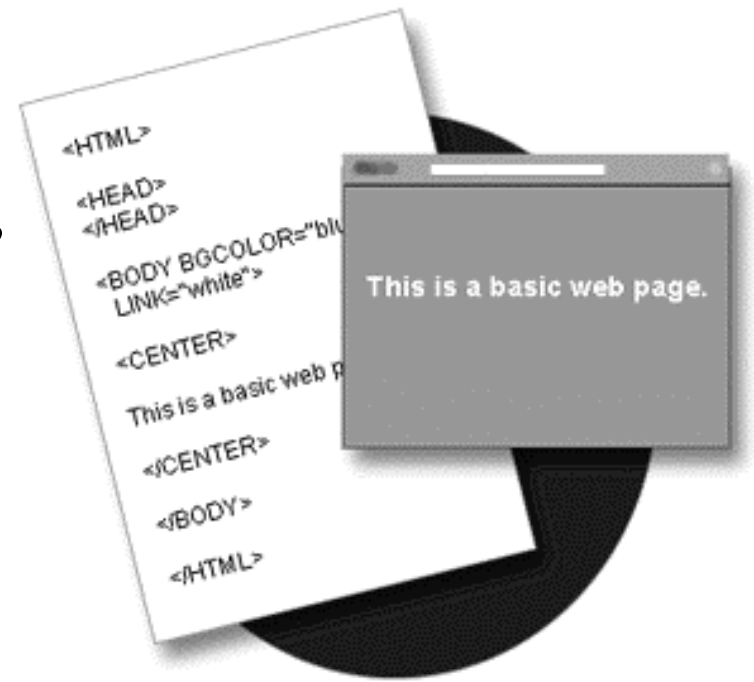 <HTML>
<HEAD>
</HEAD>
<BODY BGCOLOR="blu
LINK="white">
<CENTER>
This is a basic web p
</CENTER>
</BODY>
</HTML>
This is a basic web page.